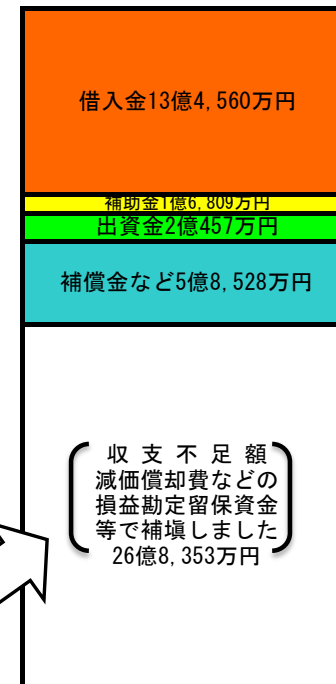 借入金13億4,560万円
補助金1億6,809万円
出資金2億457万円
補償金など5億8,528万円
収支不足額
減価償却費などの
損益勘定留保資金
等で補塡しました
26億8,353万円